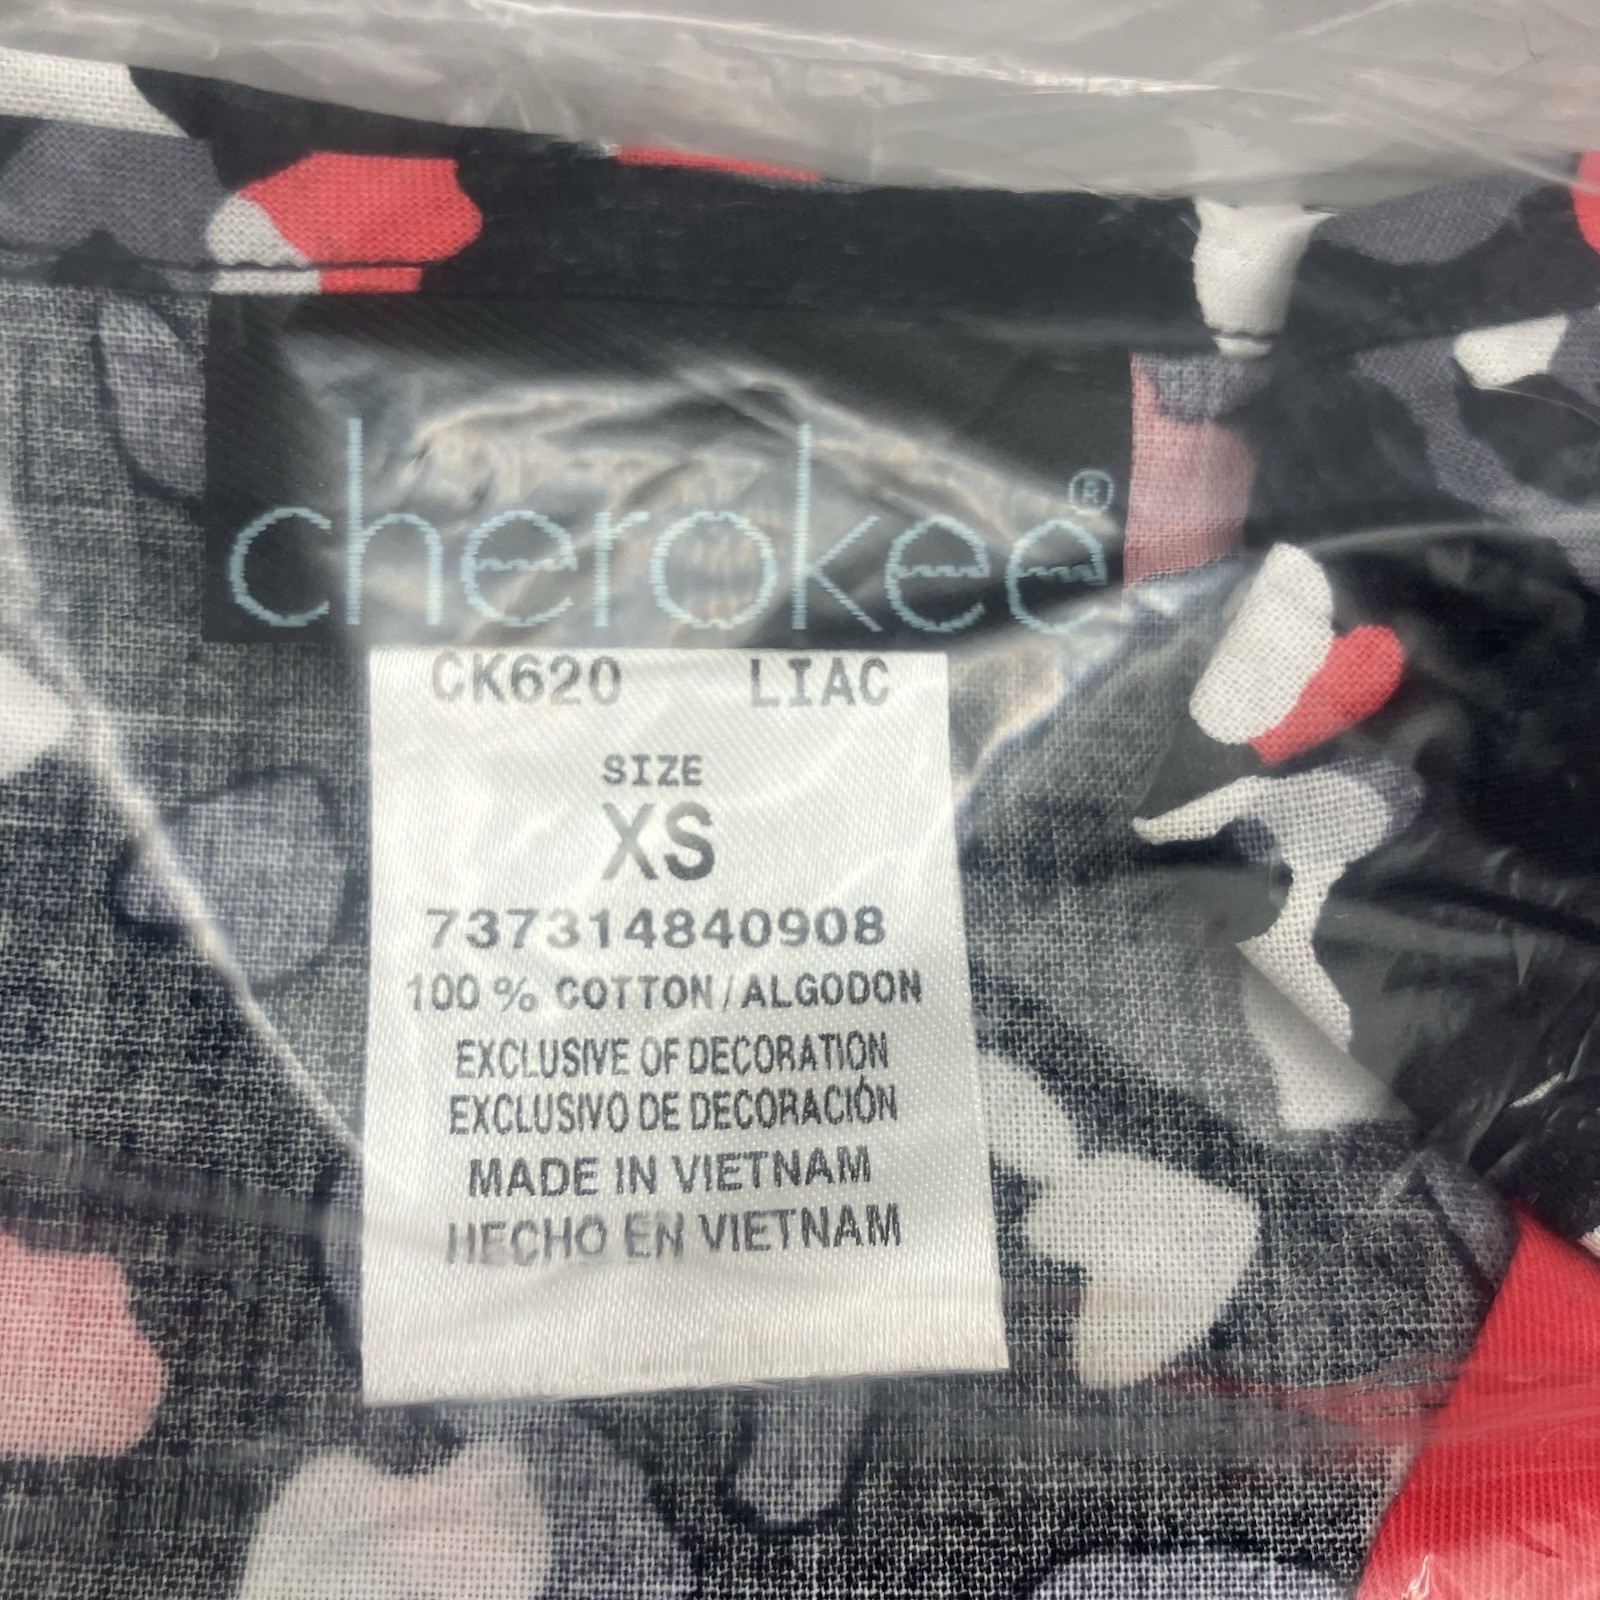 cherokee®
CK620 LIAC
SIZE
XS
737314840908
100 % COTTON/ALGODON
EXCLUSIVE OF DECORATION
EXCLUSIVO DE DECORACIÓN
MADE IN VIETNAM
HECHO EN VIETNAM